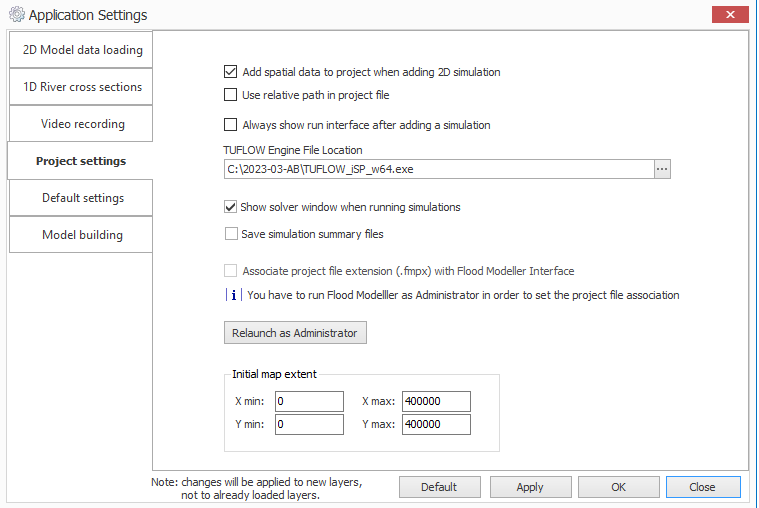 Application Settings
2D Model data loading
1D River cross sections
Video recording
Project settings
Default settings
Model building
Add spatial data to project when adding 2D simulation
Use relative path in project file
Always show run interface after adding a simulation
TUFLOW Engine File Location
C:\2023-03-AB\TUFLOW_iSP_w64.exe
...
Show solver window when running simulations
Save simulation summary files
Associate project file extension (.fmpx) with Flood Modeller Interface
i You have to run Flood Modelller as Administrator in order to set the project file association
Relaunch as Administrator
Initial map extent
X min: 0 X max: 400000
Y min: 0 Y max: 400000
Note: changes will be applied to new layers,
not to already loaded layers.
Default Apply OK Close